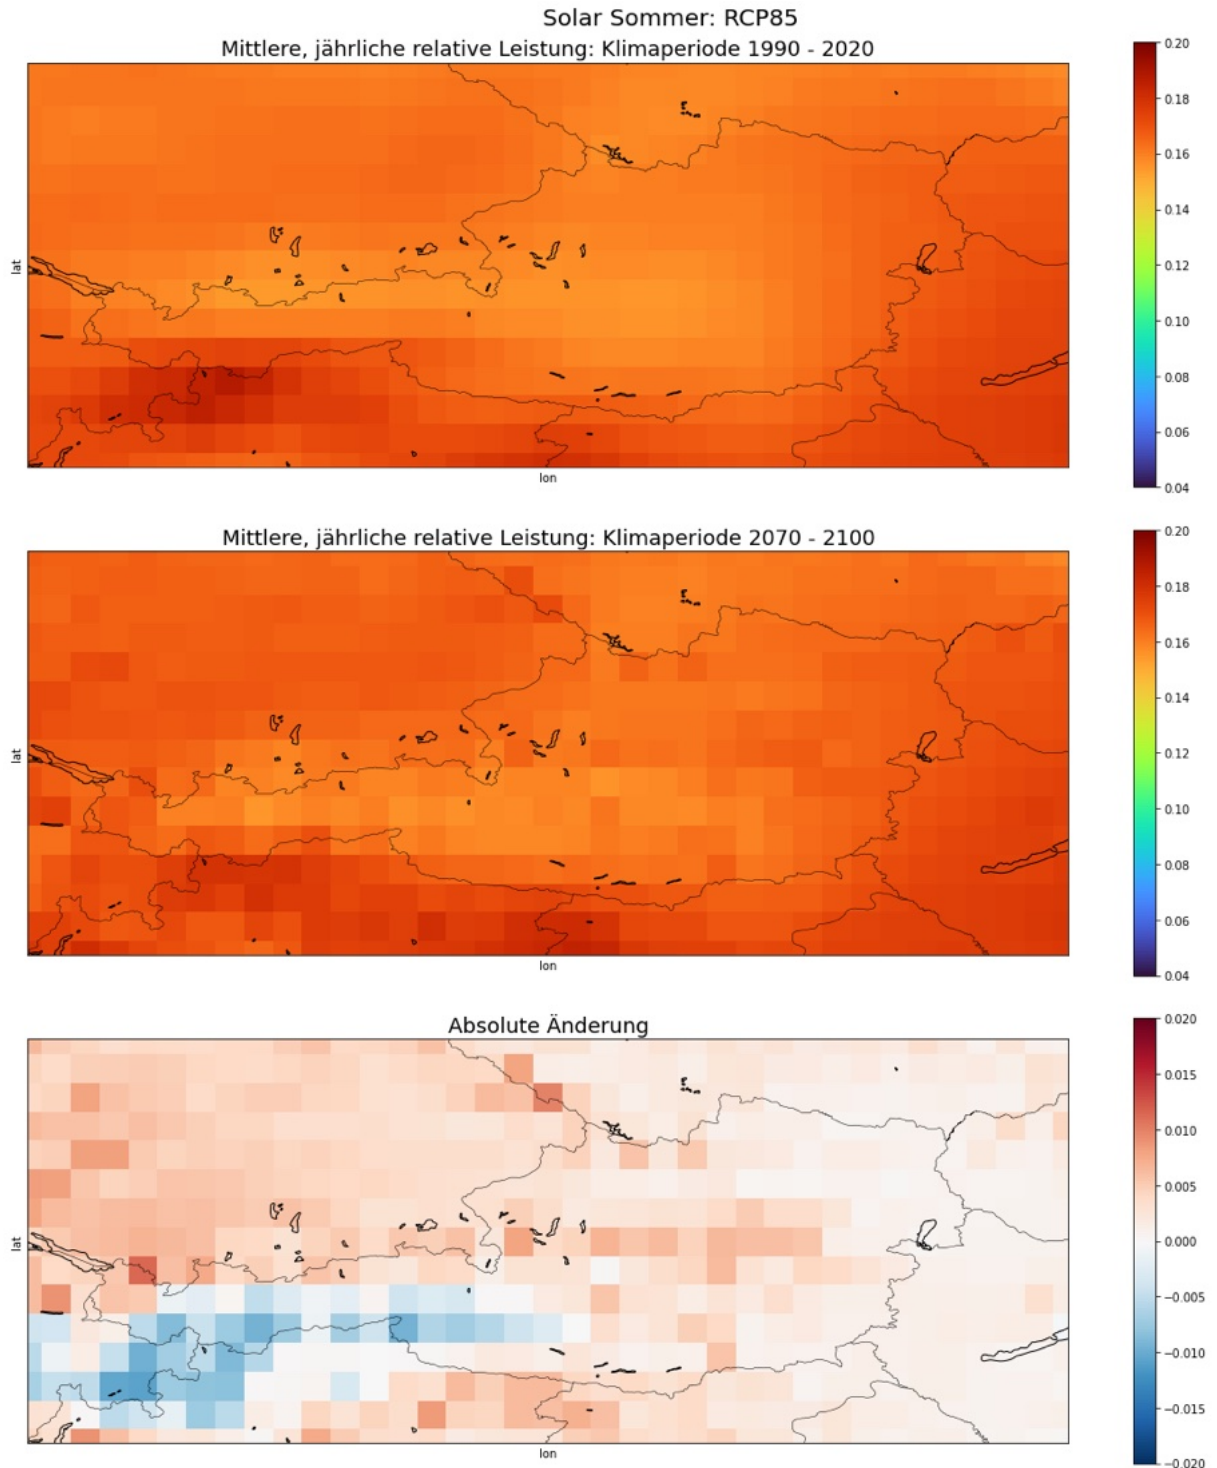 Solar Sommer: RCP85
Mittlere, jährliche relative Leistung: Klimaperiode 1990 - 2020
0.20
0.18
0.16
0.14
0.12
0.10
0.08
0.06
0.04
lat
lon
Mittlere, jährliche relative Leistung: Klimaperiode 2070 - 2100
0.20
0.18
0.16
0.14
0.12
0.10
0.08
0.06
0.04
lat
lon
Absolute Änderung
0.020
0.015
0.010
0.005
0.000
−0.005
−0.010
−0.015
−0.020
lat
lon